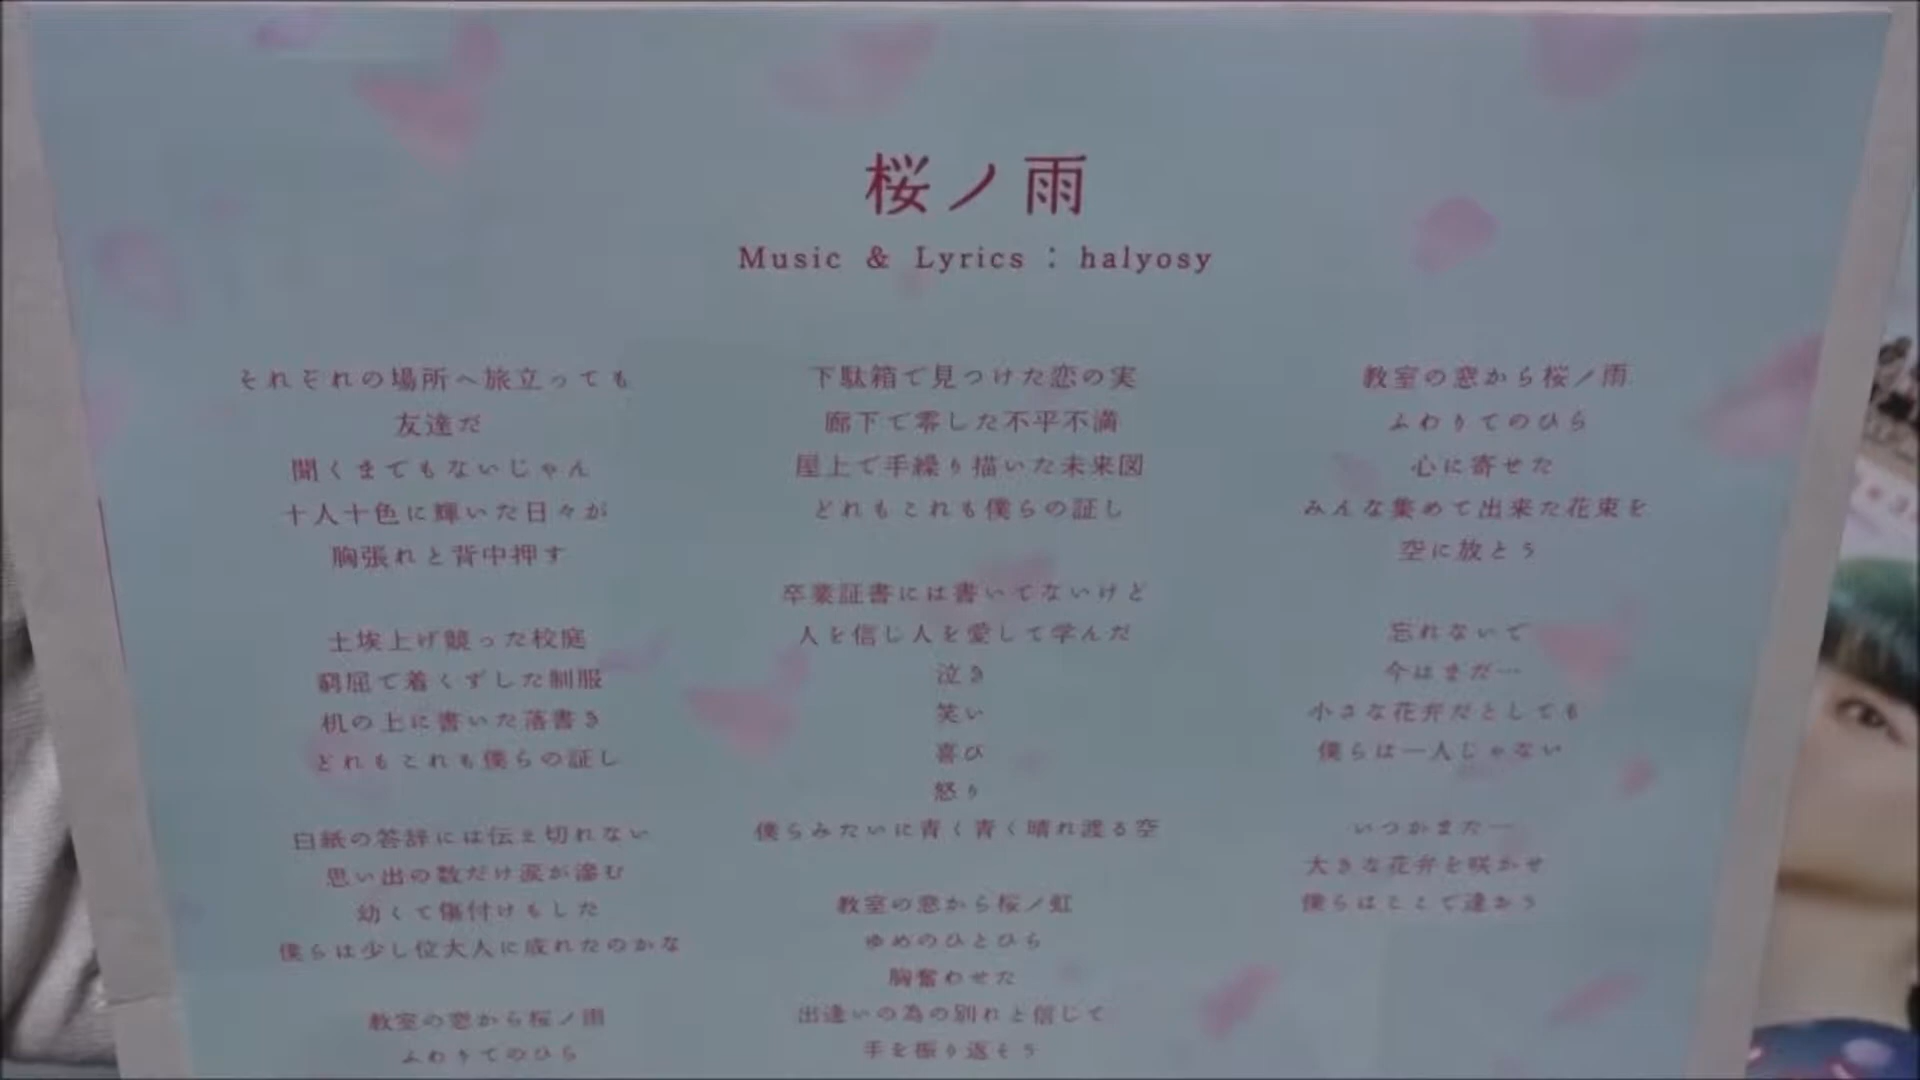 桜ノ雨
Music & Lyrics：halyosy
それぞれの場所へ旅立っても
友達だ
聞くまでもないじゃん
十人十色に輝いた日々が
胸張れと背中押す
土埃上げ競った校庭
窮屈で着くずした制服
机の上に書いた落書き
どれもこれも僕らの証し
白紙の答辞には伝え切れない
思い出の数だけ涙が滲む
幼くて傷付けもした
僕らは少し位大人に成れたのかな
教室の窓から桜ノ雨
ふわりてのひら
下駄箱で見つけた恋の実
廊下で零した不平不満
屋上で手繰り描いた未来図
どれもこれも僕らの証し
卒業証書には書いてないけど
人を信じ人を愛して学んだ
泣き
笑い
喜び
怒り
僕らみたいに青く青く晴れ渡る空
教室の窓から桜ノ虹
ゆめのひとひら
胸奮わせた
出逢いの為の別れと信じて
手を振り返そう
教室の窓から桜ノ雨
ふわりてのひら
心に寄せた
みんな集めて出来た花束を
空に放とう
忘れないで
今はまだ…
小さな花弁だとしても
僕らは一人じゃない
いつかまた…
大きな花弁を咲かせ
僕らはここで逢おう